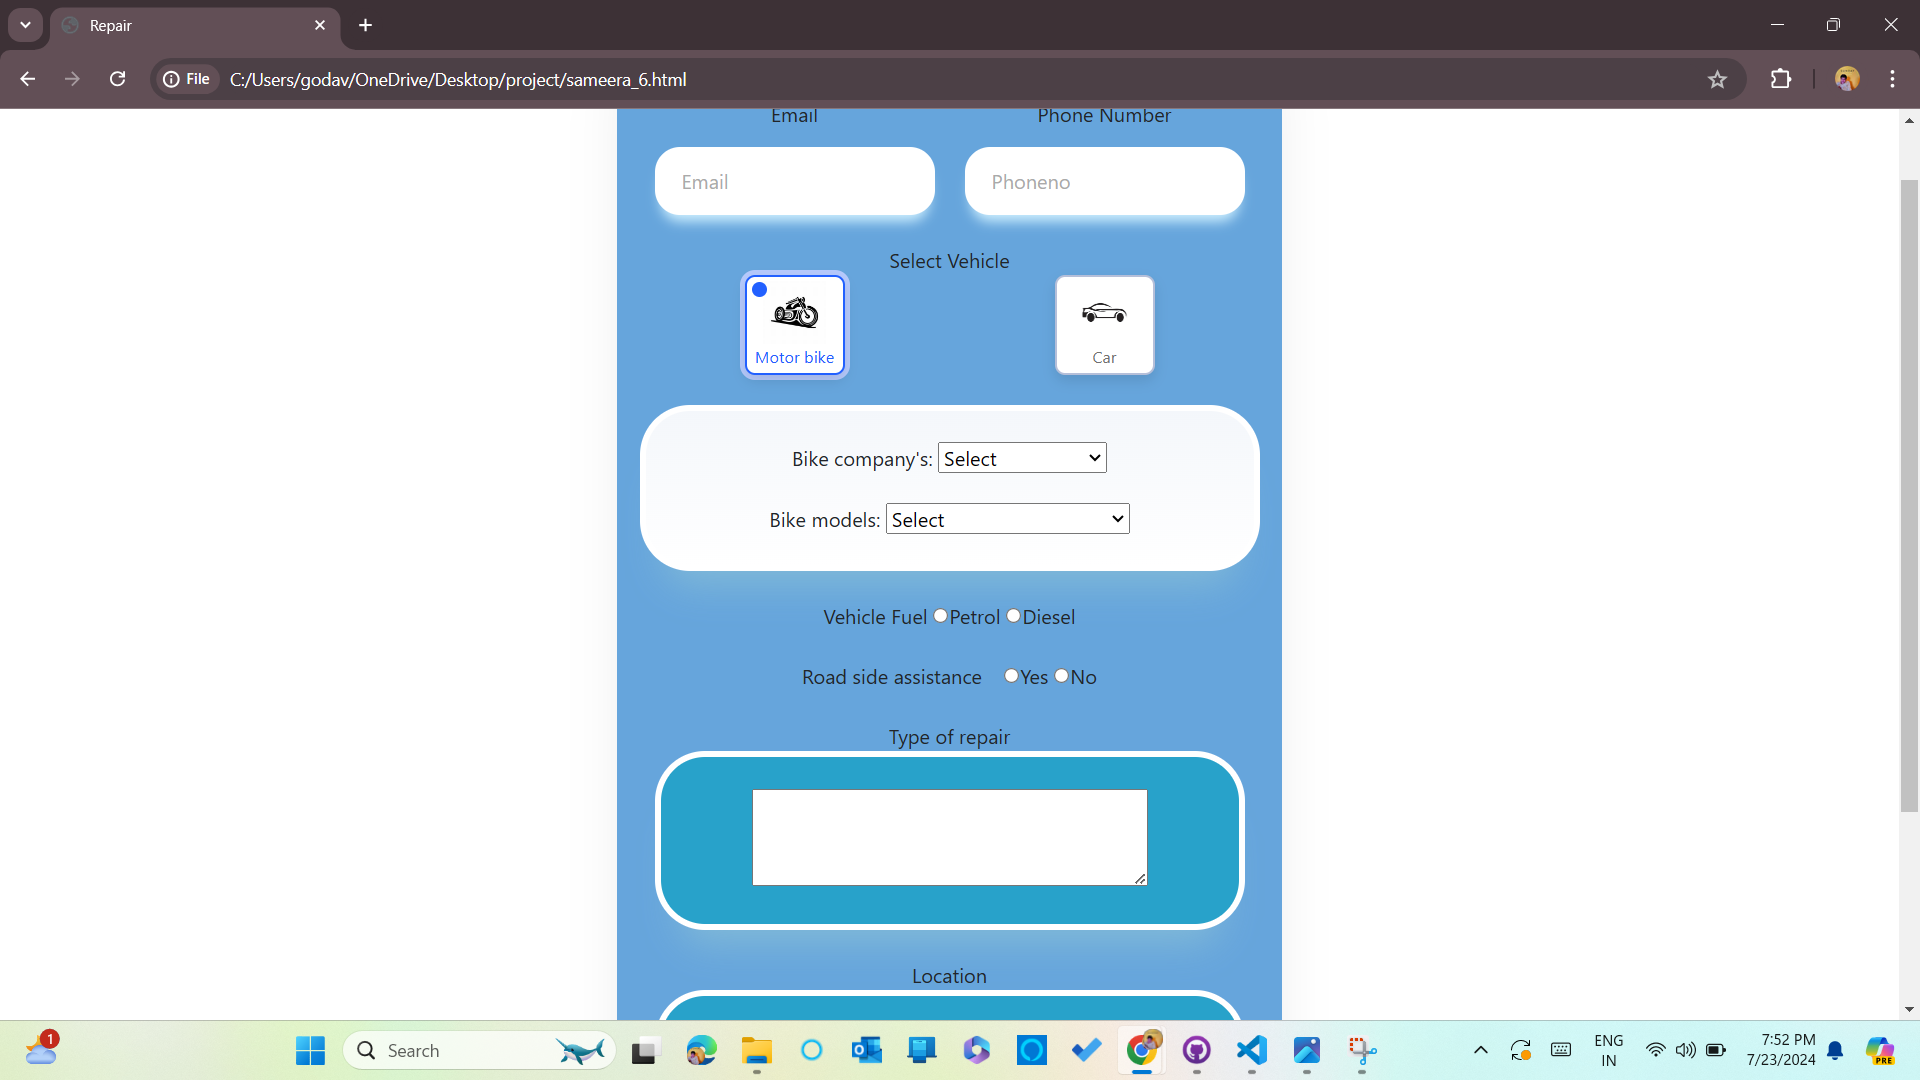 Repair
File C:/Users/godav/OneDrive/Desktop/project/sameera_6.html
Email Phone Number
Email Phoneno
Select Vehicle
Motor bike Car
Bike company's: Select
Bike models: Select
Vehicle Fuel Petrol Diesel
Road side assistance Yes No
Type of repair
Location
1 Search ENG IN 7:52 PM 7/23/2024 PRE